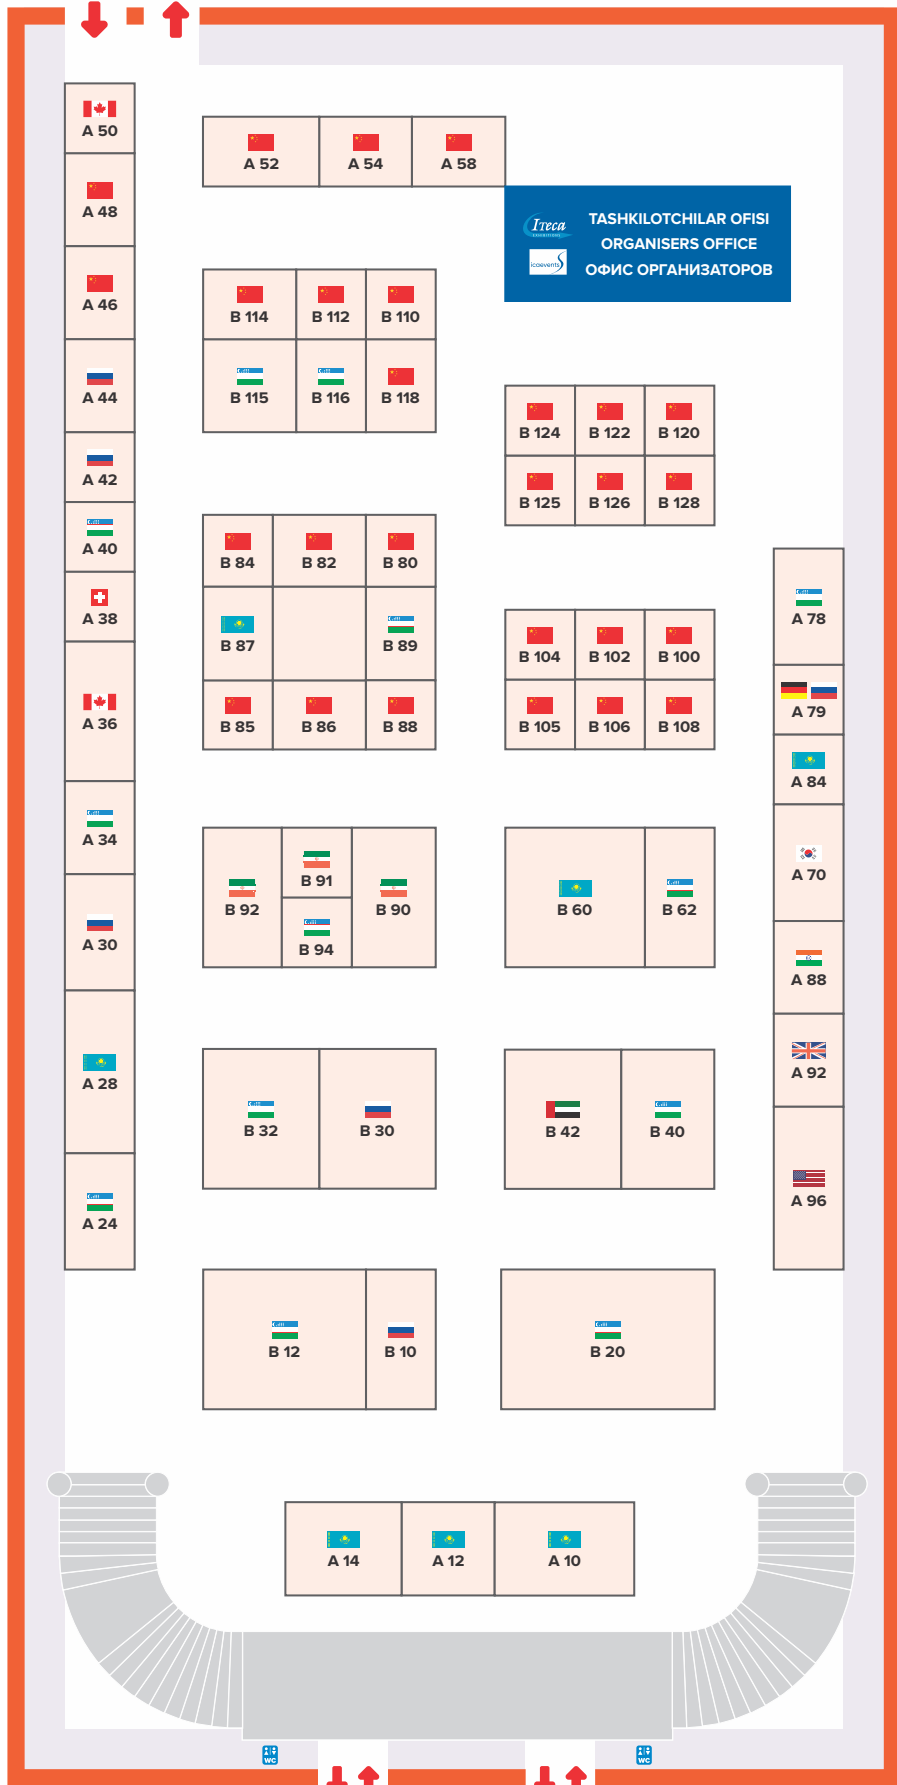 A 50
A 52
A 54
A 58
A 48
Iteca
EXHIBITIONS
icaevents
TASHKILOTCHILAR OFISI
ORGANISERS OFFICE
ОФИС ОРГАНИЗАТОРОВ
A 46
B 114
B 112
B 110
A 44
B 115
B 116
B 118
B 124
B 122
B 120
A 42
B 125
B 126
B 128
A 40
B 84
B 82
B 80
A 38
B 87
B 89
B 104
B 102
B 100
A 78
A 36
B 85
B 86
B 88
B 105
B 106
B 108
A 79
A 84
A 34
B 92
B 91
B 90
B 94
B 60
B 62
A 70
A 30
A 88
A 28
B 32
B 30
B 42
B 40
A 92
A 24
A 96
B 12
B 10
B 20
A 14
A 12
A 10
WC
WC